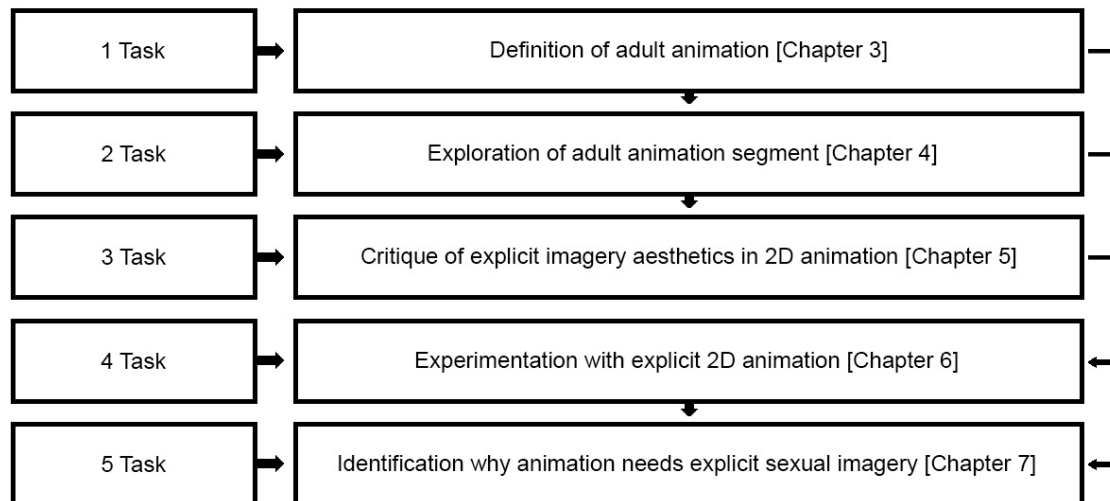 1 Task
Definition of adult animation [Chapter 3]
2 Task
Exploration of adult animation segment [Chapter 4]
3 Task
Critique of explicit imagery aesthetics in 2D animation [Chapter 5]
4 Task
Experimentation with explicit 2D animation [Chapter 6]
5 Task
Identification why animation needs explicit sexual imagery [Chapter 7]